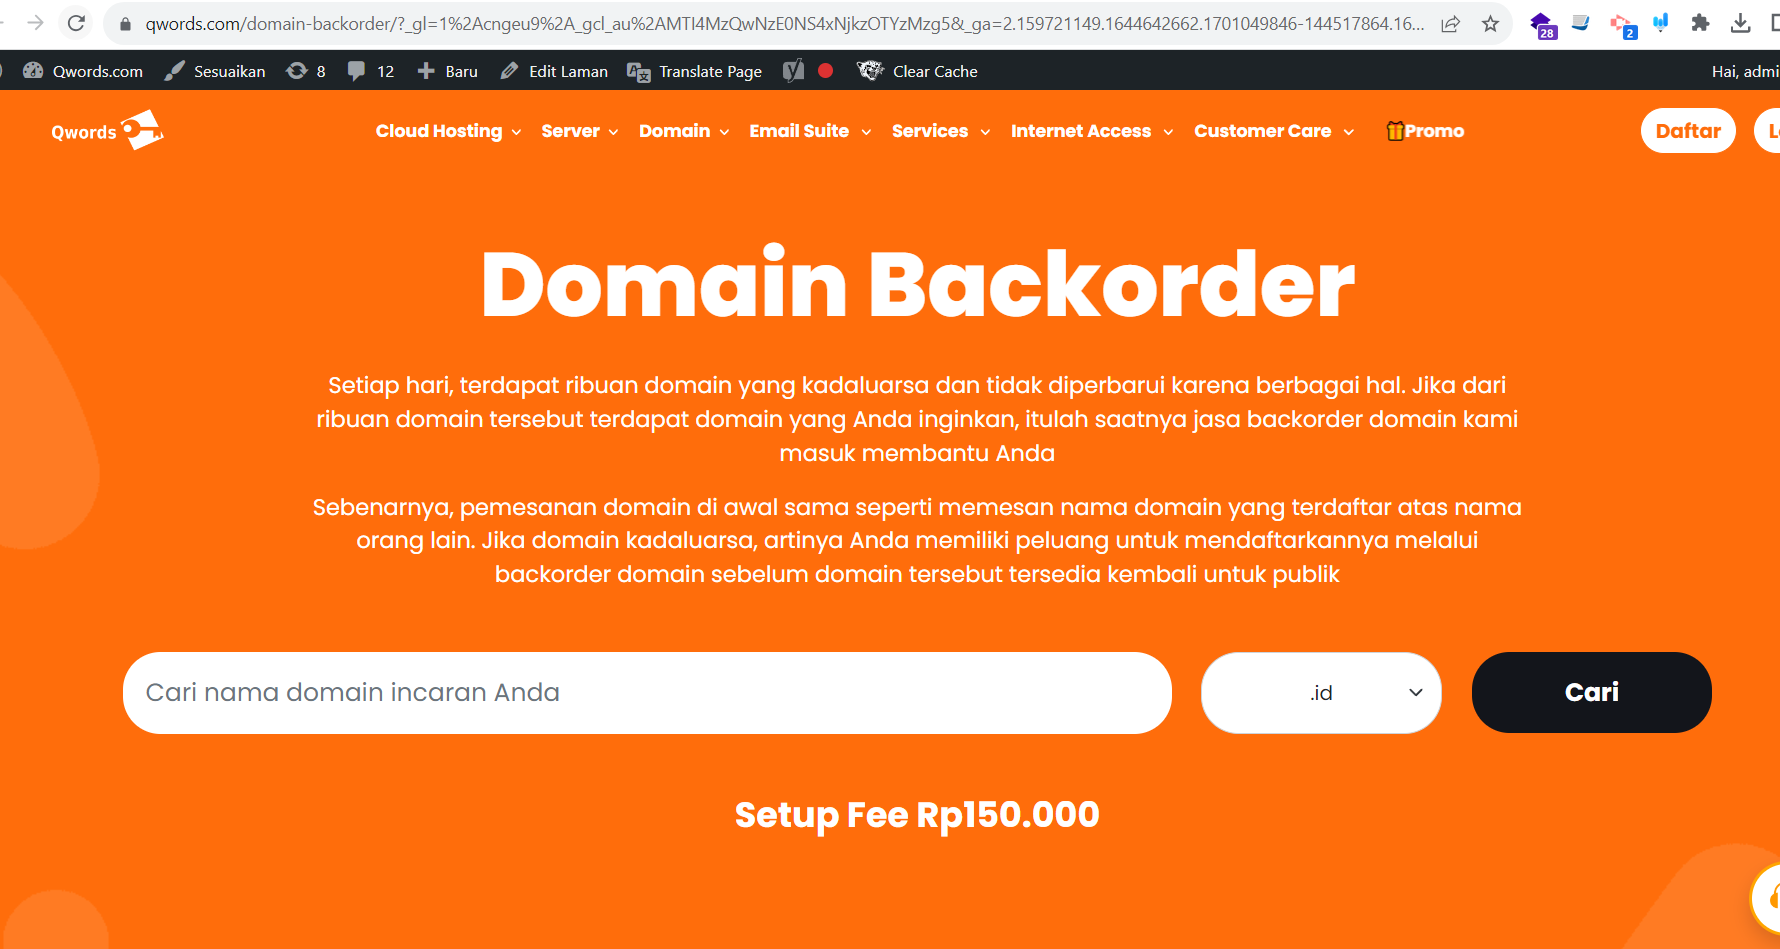 qwords.com/domain-backorder/?_gl=1%2Acngeu9%2A_gcl_au%2AMTI4MzQwNzE0NS4xNjkzOTYzMzg5&_ga=2.159721149.1644642662.1701049846-144517864.16...
28
2
Qwords.com Sesuaikan 8 12 Baru Edit Laman Translate Page Clear Cache Hai, admi
Qwords Cloud Hosting Server Domain Email Suite Services Internet Access Customer Care Promo Daftar
Domain Backorder
Setiap hari, terdapat ribuan domain yang kadaluarsa dan tidak diperbarui karena berbagai hal. Jika dari
ribuan domain tersebut terdapat domain yang Anda inginkan, itulah saatnya jasa backorder domain kami
masuk membantu Anda
Sebenarnya, pemesanan domain di awal sama seperti memesan nama domain yang terdaftar atas nama
orang lain. Jika domain kadaluarsa, artinya Anda memiliki peluang untuk mendaftarkannya melalui
backorder domain sebelum domain tersebut tersedia kembali untuk publik
Cari nama domain incaran Anda .id Cari
Setup Fee Rp150.000